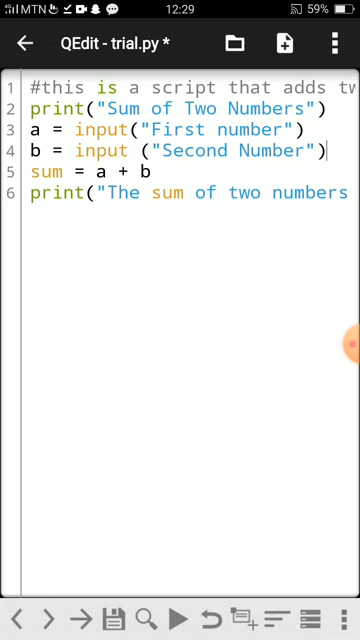 MTN 12:29 59%
QEdit - trial.py *
1 #this is a script that adds tw
2 print("Sum of Two Numbers")
3 a = input("First number")
4 b = input ("Second Number")
5 sum = a + b
6 print("The sum of two numbers